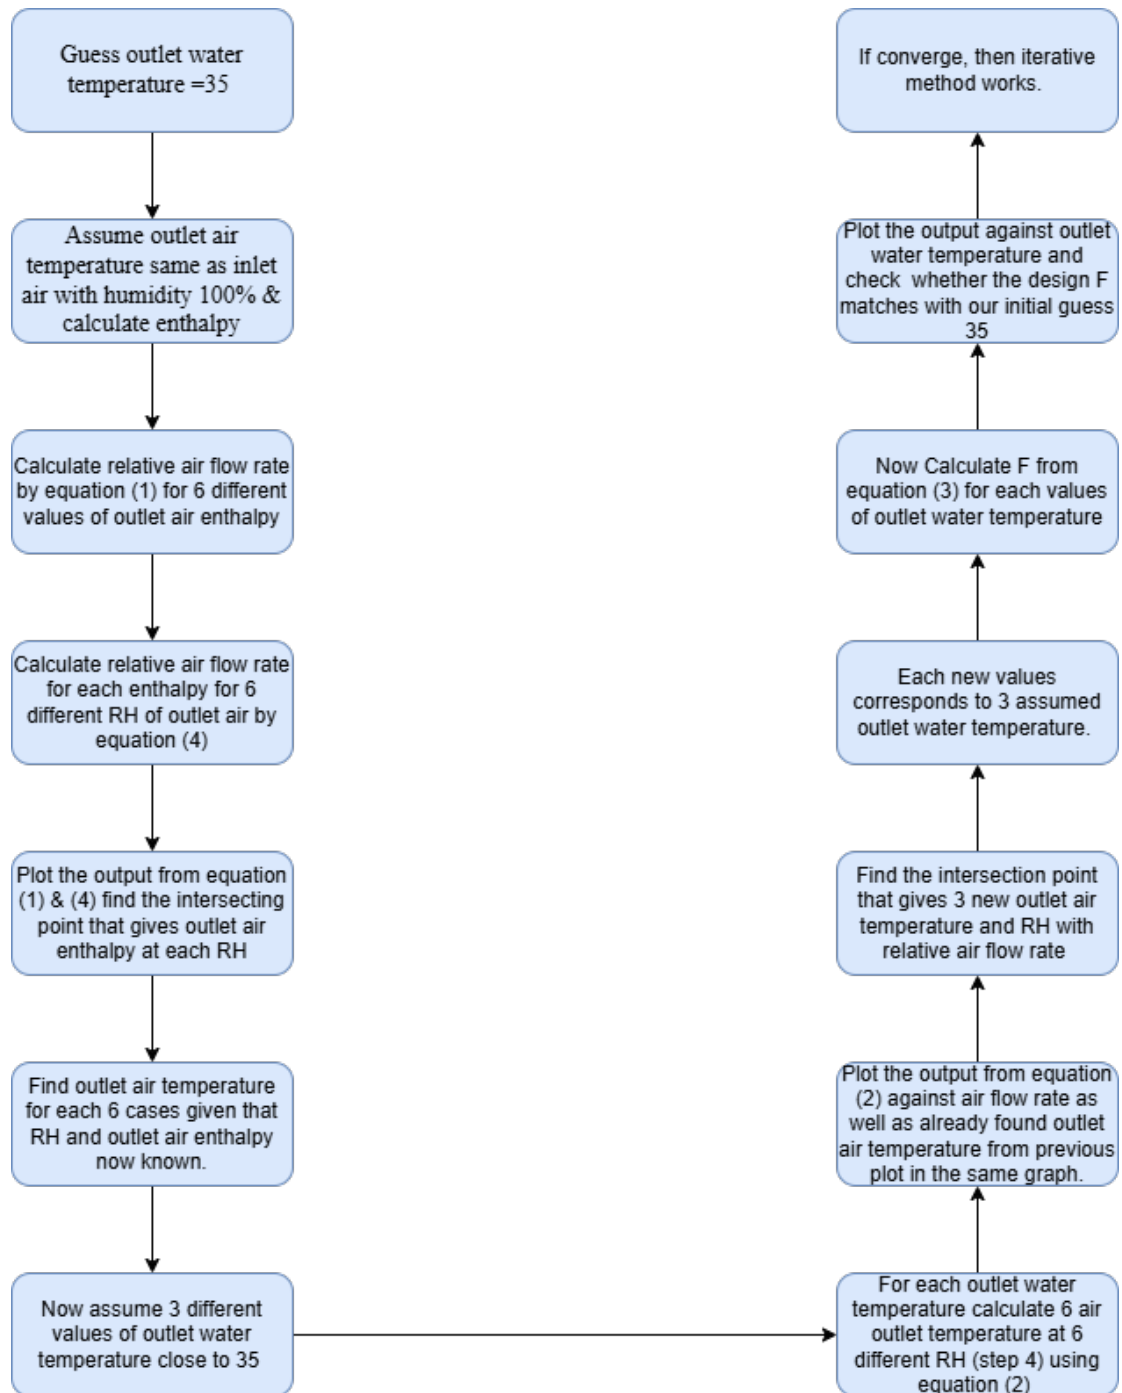 Guess outlet water
temperature =35
Assume outlet air
temperature same as inlet
air with humidity 100% &
calculate enthalpy
Calculate relative air flow rate
by equation (1) for 6 different
values of outlet air enthalpy
Calculate relative air flow rate
for each enthalpy for 6
different RH of outlet air by
equation (4)
Plot the output from equation
(1) & (4) find the intersecting
point that gives outlet air
enthalpy at each RH
Find outlet air temperature
for each 6 cases given that
RH and outlet air enthalpy
now known.
Now assume 3 different
values of outlet water
temperature close to 35
For each outlet water
temperature calculate 6 air
outlet temperature at 6
different RH (step 4) using
equation (2)
Plot the output from equation
(2) against air flow rate as
well as already found outlet
air temperature from previous
plot in the same graph.
Find the intersection point
that gives 3 new outlet air
temperature and RH with
relative air flow rate
Each new values
corresponds to 3 assumed
outlet water temperature.
Now Calculate F from
equation (3) for each values
of outlet water temperature
Plot the output against outlet
water temperature and
check whether the design F
matches with our initial guess
35
If converge, then iterative
method works.